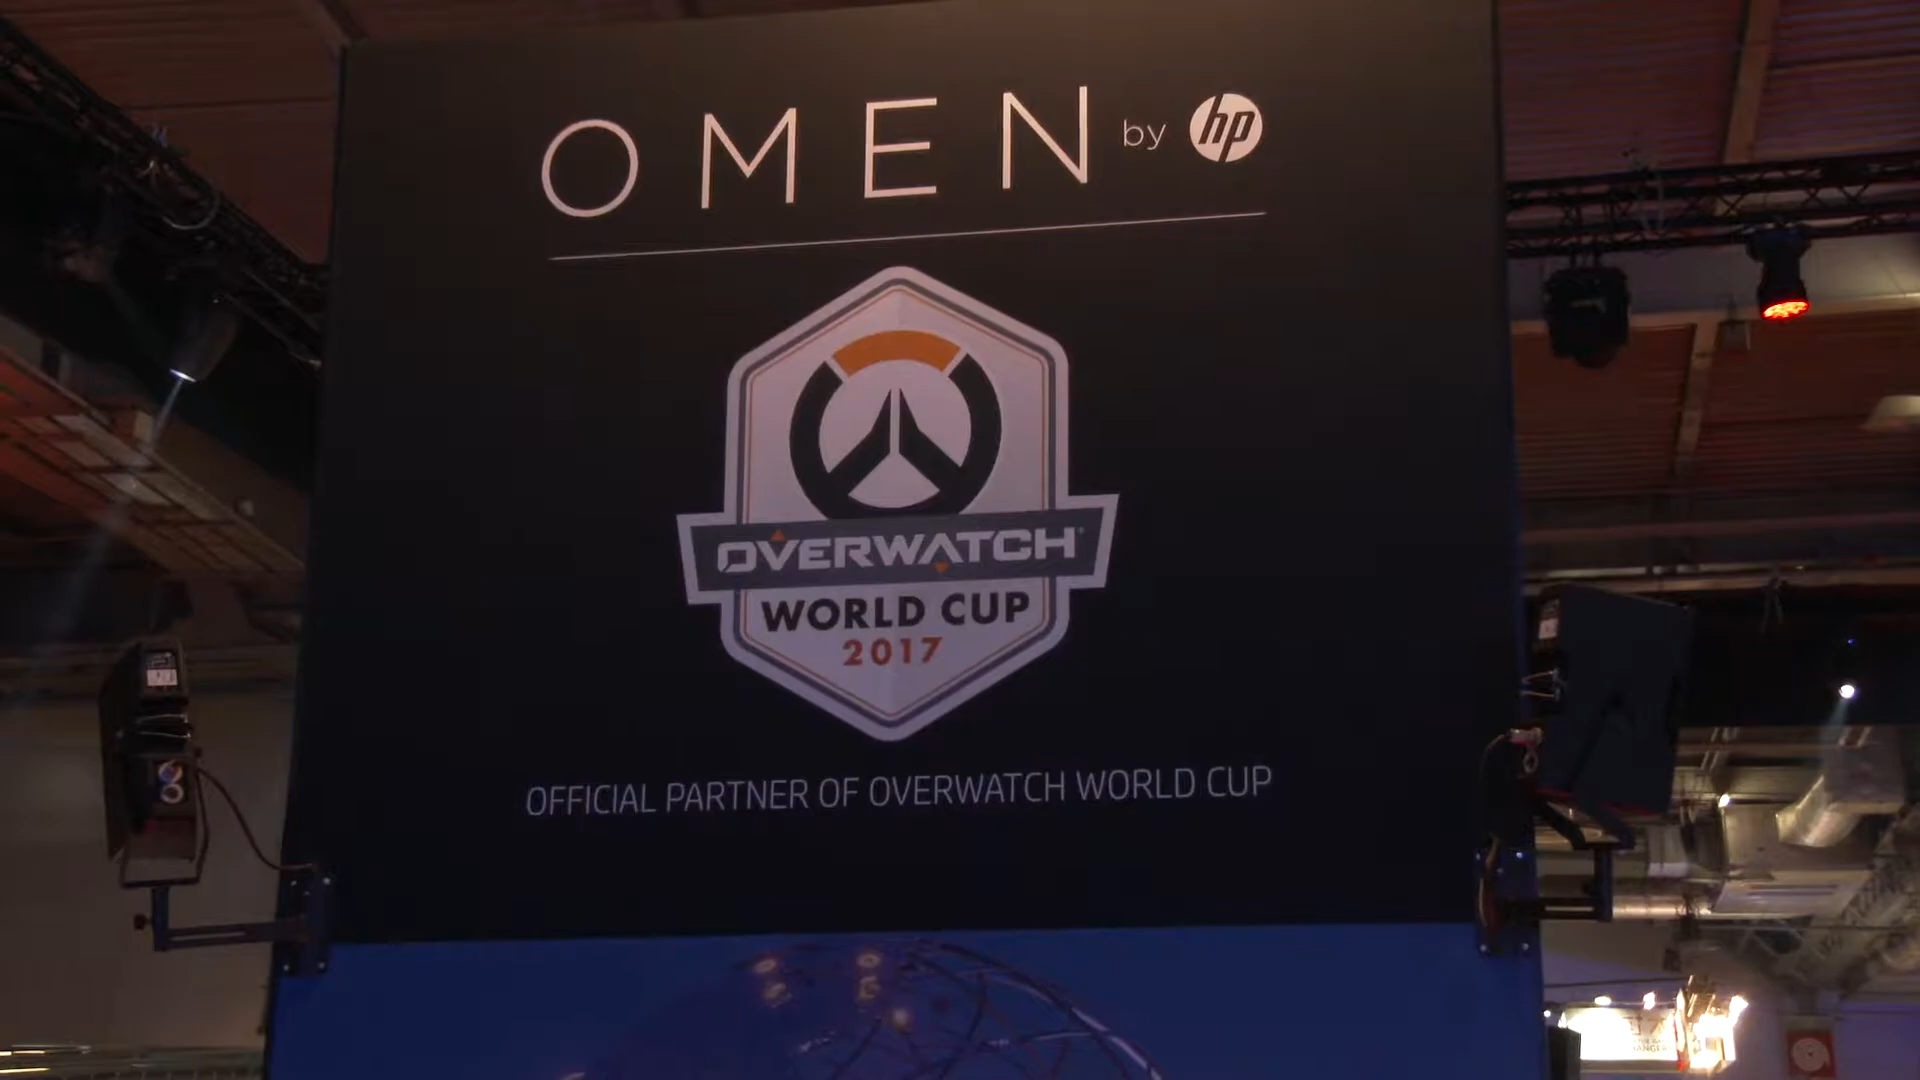 OMEN by hp
OVERWATCH
WORLD CUP
2017
OFFICIAL PARTNER OF OVERWATCH WORLD CUP